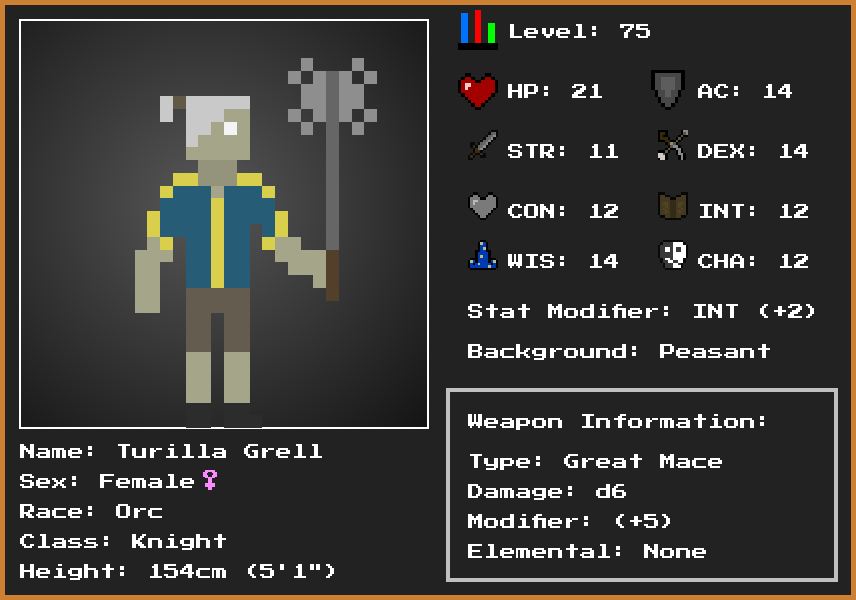 Level: 75
HP: 21
AC: 14
STR: 11
DEX: 14
CON: 12
INT: 12
WIS: 14
CHA: 12
Stat Modifier: INT (+2)
Background: Peasant
Weapon Information:
Type: Great Mace
Damage: d6
Modifier: (+5)
Elemental: None
Name: Turilla Grell
Sex: Female♀
Race: Orc
Class: Knight
Height: 154cm (5'1")